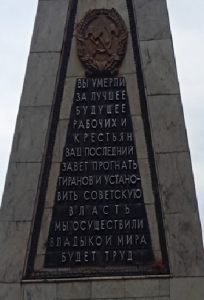 ВЫ УМЕРЛИ
ЗА ЛУЧШЕЕ
БУДУЩЕЕ
РАБОЧИХ И
КРЕСТЬЯН
ВАШ ПОСЛЕДНИЙ
ЗАВЕТ ПРОГНАТЬ
ТИРАНОВ И УСТАНО-
ВИТЬ СОВЕТСКУЮ
ВЛАСТЬ
МЫ ОСУЩЕСТВИЛИ
ВЛАДЫКОЙ МИРА
БУДЕТ ТРУД